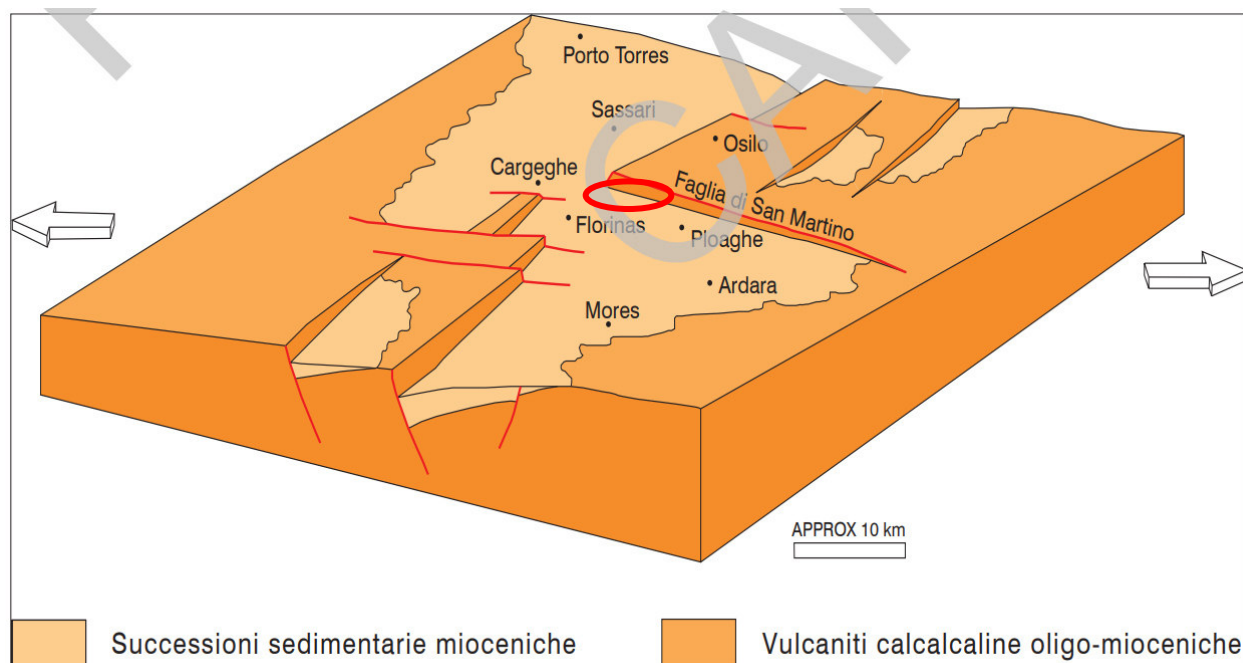 Porto Torres
Sassari
Osilo
Cargeghe
Faglia di San Martino
Florinas
Ploaghe
Ardara
Mores
APPROX 10 km
Successioni sedimentarie mioceniche
Vulcaniti calcalcaline oligo-mioceniche